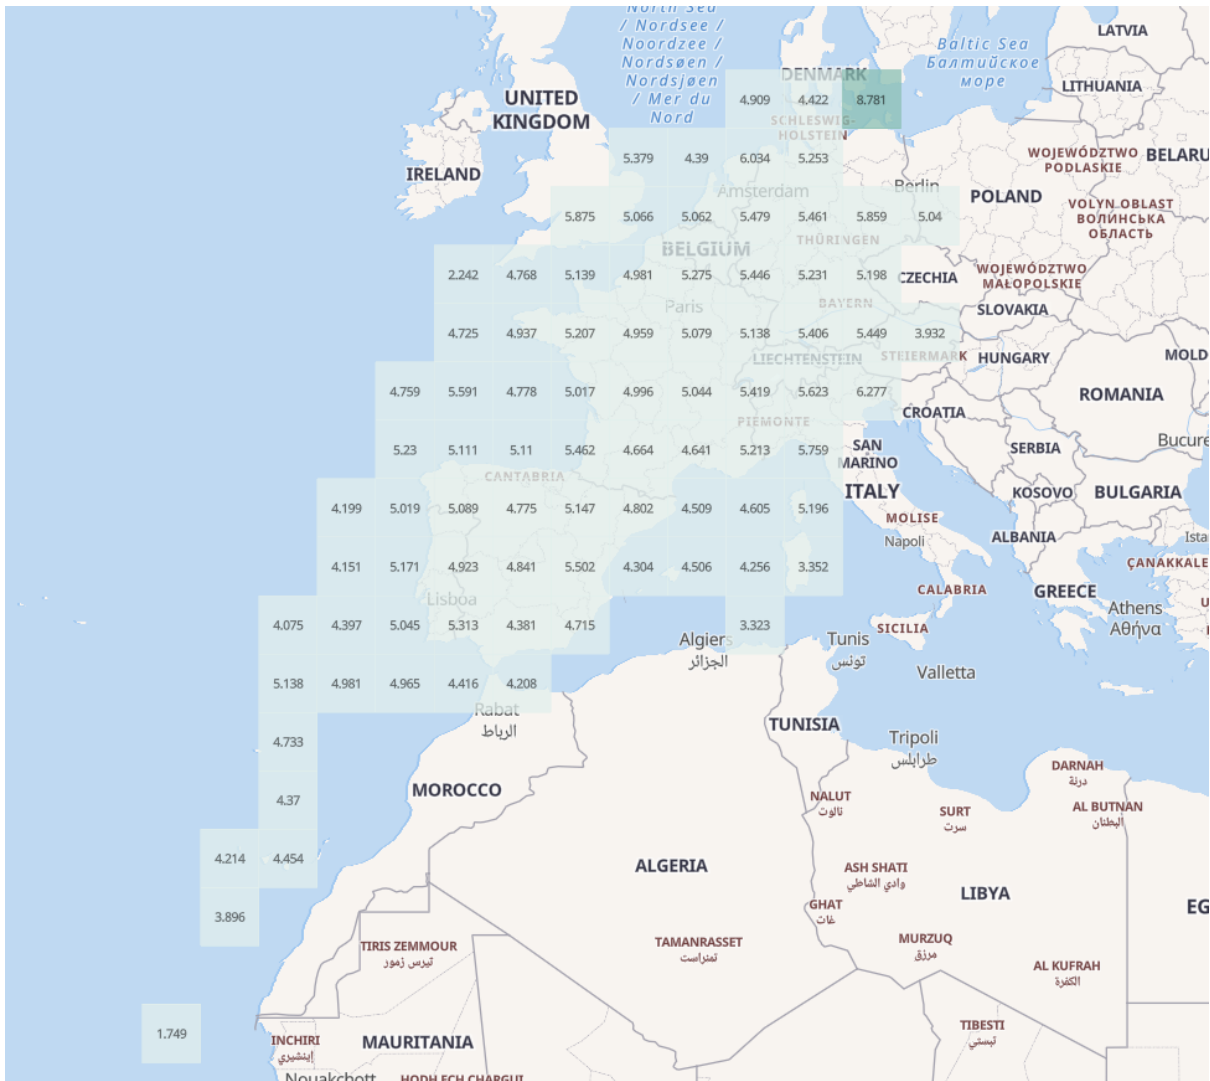 North Sea
/ Nordsee /
Noordzee /
Nordsøen /
Nordsjøen
/ Mer du
Nord
LATVIA
Baltic Sea
Балтийское
море
DENMARK
LITHUANIA
UNITED
KINGDOM
4.909
4.422
8.781
SCHLESWIG-
HOLSTEIN
5.379
4.39
6.034
5.253
WOJEWÓDZTWO
PODLASKIE
BELARU
IRELAND
Amsterdam
Berlin
POLAND
VOLYN OBLAST
ВОЛИНСЬКА
ОБЛАСТЬ
5.875
5.066
5.062
5.479
5.461
5.859
5.04
THÜRINGEN
BELGIUM
2.242
4.768
5.139
4.981
5.275
5.446
5.231
5.198
CZECHIA
WOJEWÓDZTWO
MAŁOPOLSKIE
Paris
BAYERN
SLOVAKIA
4.725
4.937
5.207
4.959
5.079
5.138
5.406
5.449
3.932
LIECHTENSTEIN
STEIERMARK
HUNGARY
MOLD
4.759
5.591
4.778
5.017
4.996
5.044
5.419
5.623
6.277
ROMANIA
CROATIA
PIEMONTE
5.23
5.111
5.11
5.462
4.664
4.641
5.213
5.759
SAN
MARINO
SERBIA
Bucure
CANTABRIA
ITALY
KOSOVO
BULGARIA
4.199
5.019
5.089
4.775
5.147
4.802
4.509
4.605
5.196
MOLISE
Napoli
ALBANIA
Ista
4.151
5.171
4.923
4.841
5.502
4.304
4.506
4.256
3.352
ÇANAKKALE
CALABRIA
GREECE
Lisboa
Athens
Αθήνα
4.075
4.397
5.045
5.313
4.381
4.715
3.323
SICILIA
Algiers
الجزائر
Tunis
تونس
Valletta
5.138
4.981
4.965
4.416
4.208
Rabat
الرباط
TUNISIA
4.733
Tripoli
طرابلس
DARNAH
درنة
MOROCCO
4.37
NALUT
نالوت
SURT
سرت
AL BUTNAN
البطنان
4.214
4.454
ALGERIA
ASH SHATI
وادي الشاطي
LIBYA
3.896
GHAT
غات
EG
TIRIS ZEMMOUR
تيرس زمور
TAMANRASSET
تمنراست
MURZUQ
مرزق
AL KUFRAH
الكفرة
1.749
INCHIRI
إينشيري
MAURITANIA
TIBESTI
تبستي
Nouakchott
HODH ECH CHARGUI